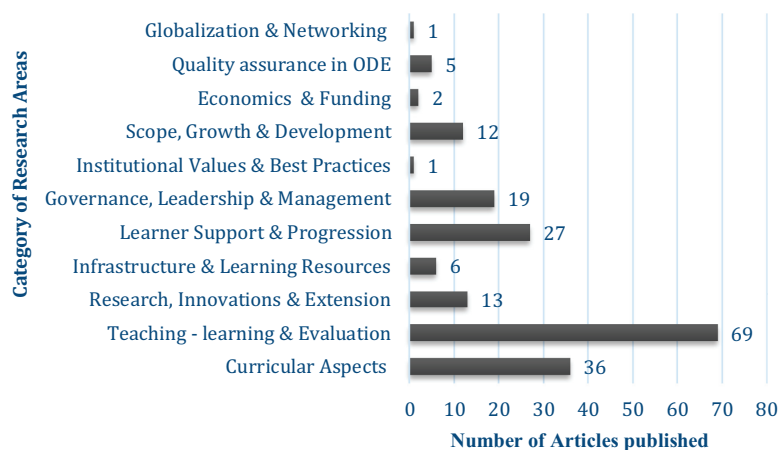 Category of Research Areas
Globalization & Networking 1
Quality assurance in ODE 5
Economics & Funding 2
Scope, Growth & Development 12
Institutional Values & Best Practices 1
Governance, Leadership & Management 19
Learner Support & Progression 27
Infrastructure & Learning Resources 6
Research, Innovations & Extension 13
Teaching - learning & Evaluation 69
Curricular Aspects 36
0 10 20 30 40 50 60 70 80
Number of Articles published